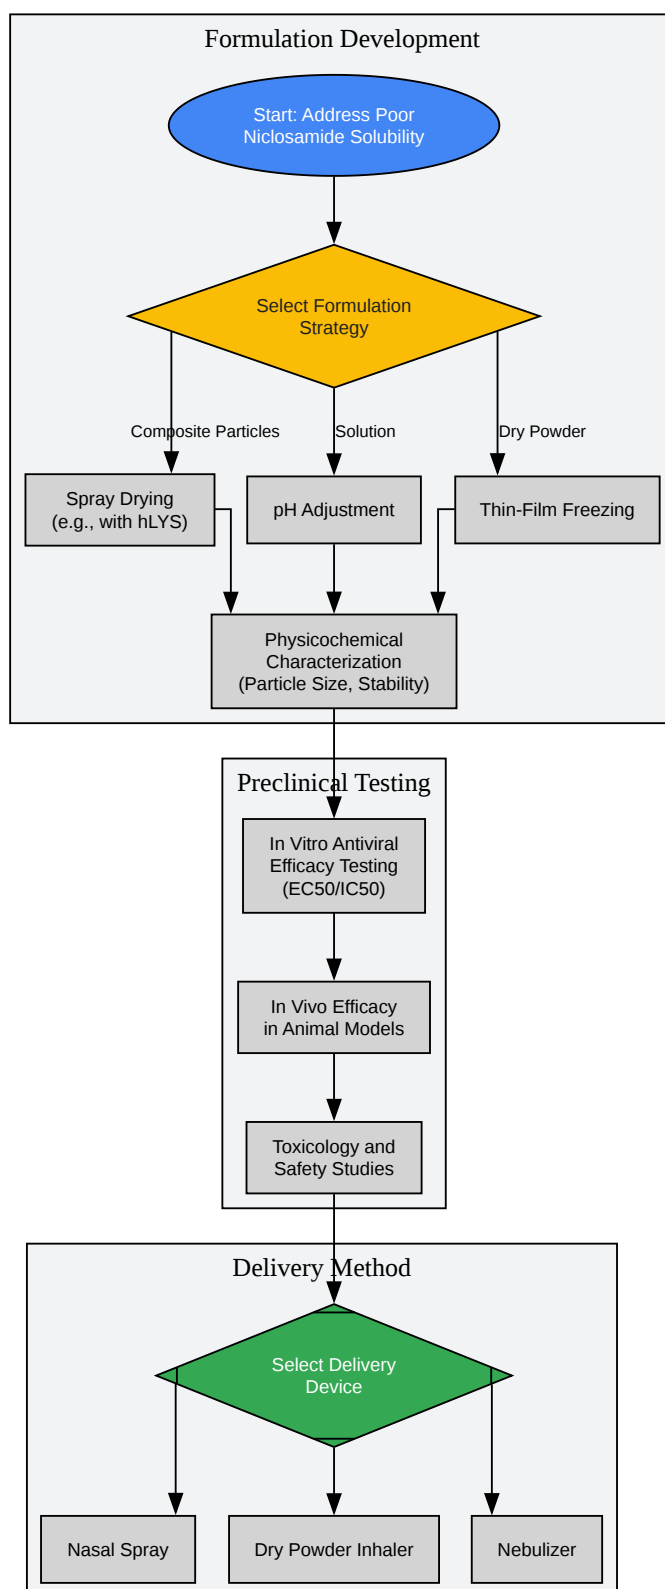 Formulation Development
Start: Address Poor
Niclosamide Solubility
Select Formulation
Strategy
Composite Particles
Solution
Dry Powder
Spray Drying
(e.g., with hLYS)
pH Adjustment
Thin-Film Freezing
Physicochemical
Characterization
(Particle Size, Stability)
Preclinical Testing
In Vitro Antiviral
Efficacy Testing
(EC50/IC50)
In Vivo Efficacy
in Animal Models
Toxicology and
Safety Studies
Delivery Method
Select Delivery
Device
Nasal Spray
Dry Powder Inhaler
Nebulizer